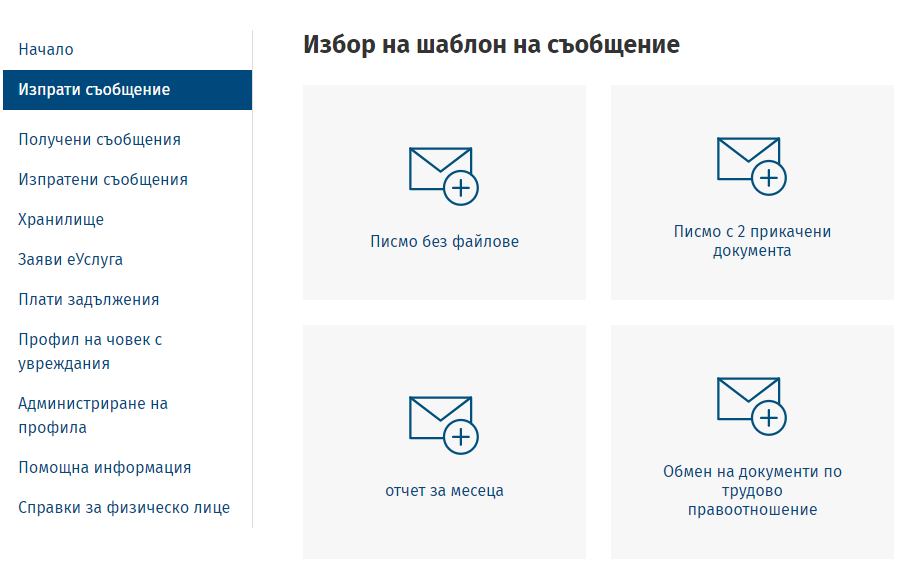 Начало
Изпрати съобщение
Получени съобщения
Изпратени съобщения
Хранилище
Заяви еУслуга
Плати задължения
Профил на човек с
увреждания
Администриране на
профила
Помощна информация
Справки за физическо лице
Избор на шаблон на съобщение
Писмо без файлове
Писмо с 2 прикачени
документа
отчет за месеца
Обмен на документи по
трудово
правоотношение